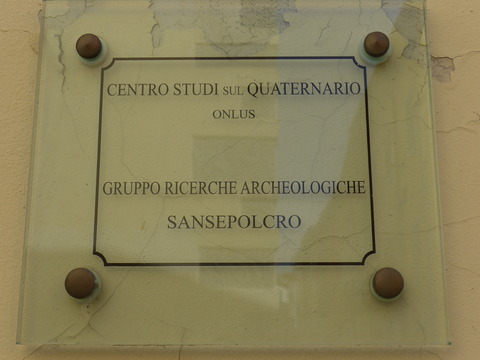 CENTRO STUDI SUL QUATERNARIO
ONLUS
GRUPPO RICERCHE ARCHEOLOGICHE
SANSEPOLCRO